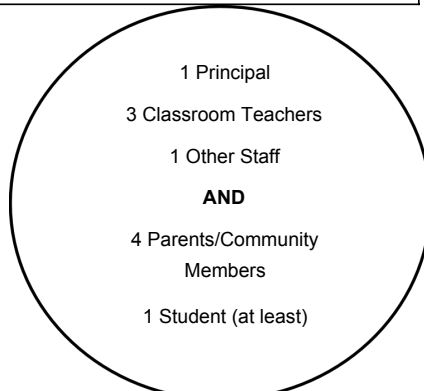 1 Principal
3 Classroom Teachers
1 Other Staff
AND
4 Parents/Community
Members
1 Student (at least)